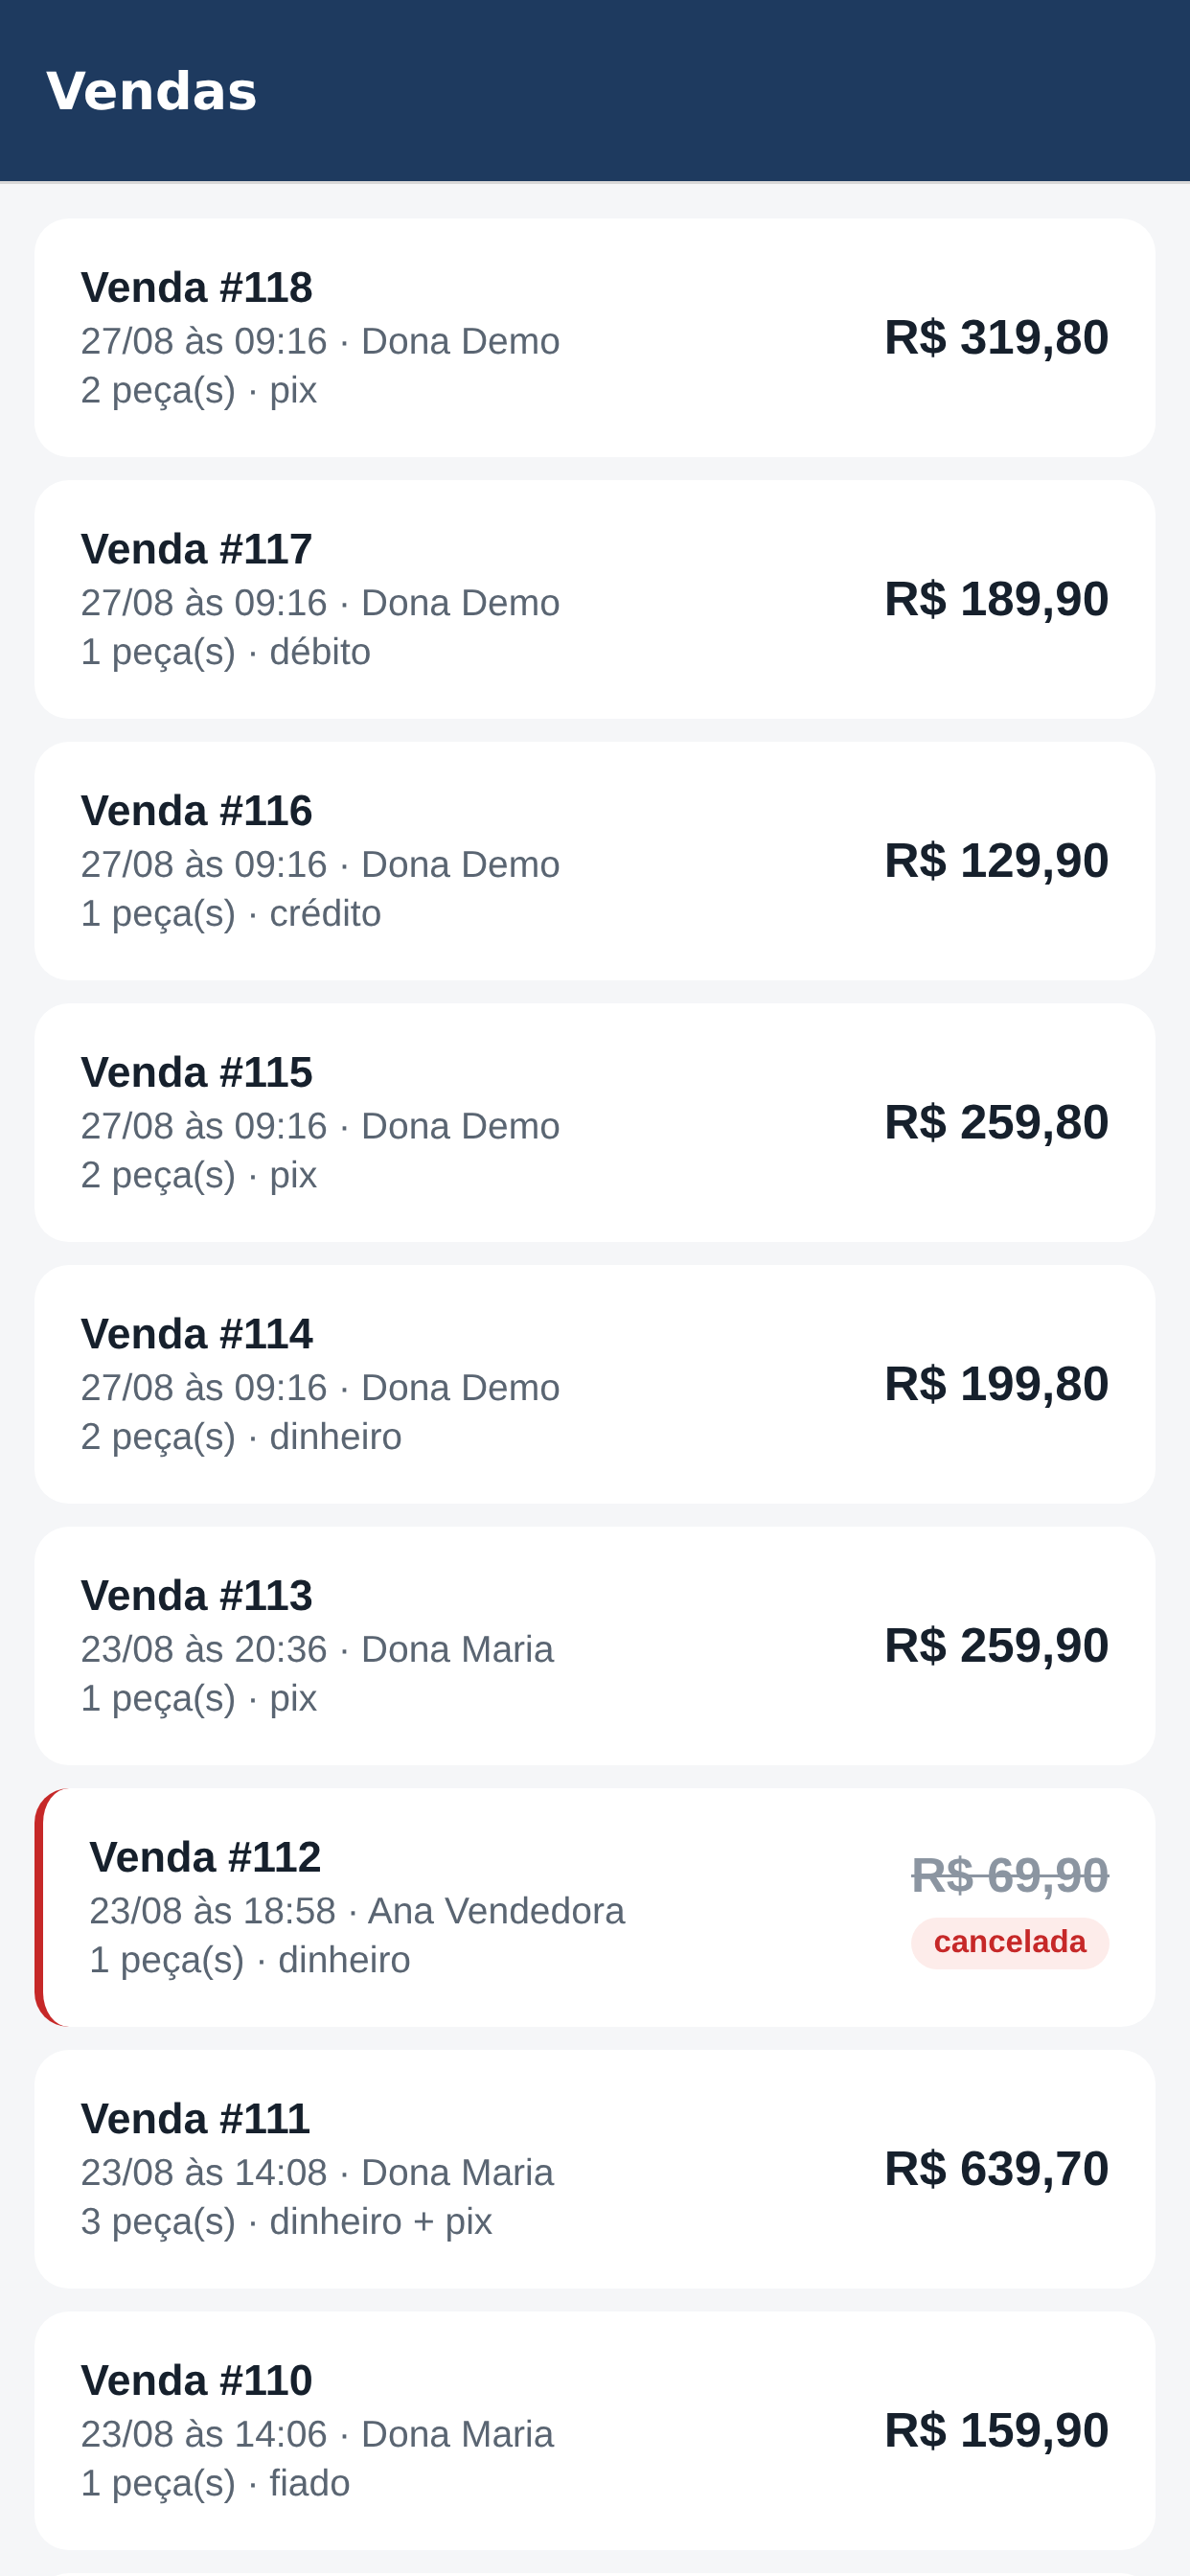 Vendas
Venda #118
27/08 às 09:16 · Dona Demo
2 peça(s) · pix
R$ 319,80
Venda #117
27/08 às 09:16 · Dona Demo
1 peça(s) · débito
R$ 189,90
Venda #116
27/08 às 09:16 · Dona Demo
1 peça(s) · crédito
R$ 129,90
Venda #115
27/08 às 09:16 · Dona Demo
2 peça(s) · pix
R$ 259,80
Venda #114
27/08 às 09:16 · Dona Demo
2 peça(s) · dinheiro
R$ 199,80
Venda #113
23/08 às 20:36 · Dona Maria
1 peça(s) · pix
R$ 259,90
Venda #112
23/08 às 18:58 · Ana Vendedora
1 peça(s) · dinheiro
R$ 69,90
cancelada
Venda #111
23/08 às 14:08 · Dona Maria
3 peça(s) · dinheiro + pix
R$ 639,70
Venda #110
23/08 às 14:06 · Dona Maria
1 peça(s) · fiado
R$ 159,90